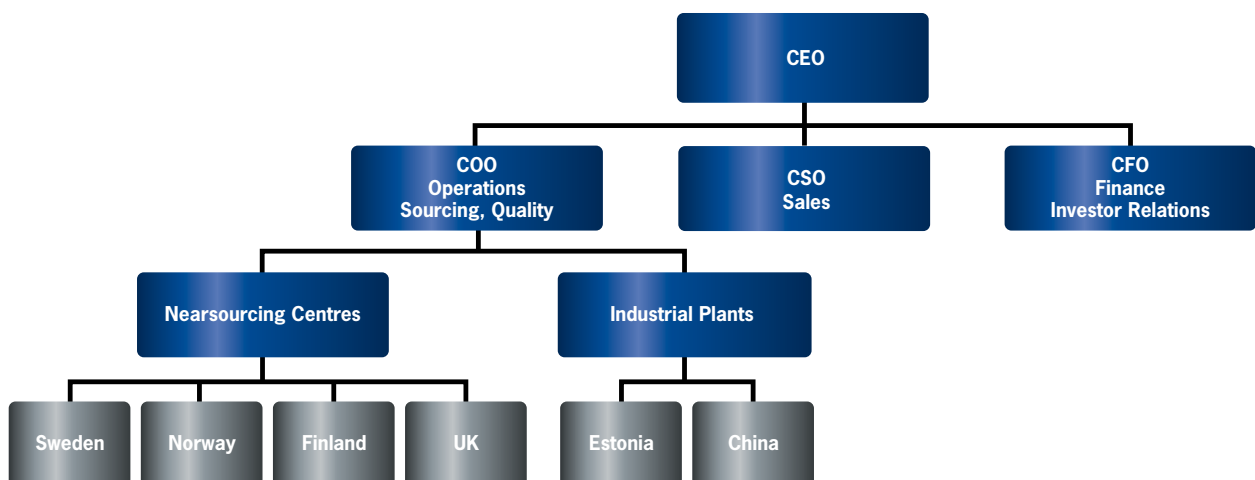 CEO
COO
Operations
Sourcing, Quality
CSO
Sales
CFO
Finance
Investor Relations
Nearsourcing Centres
Industrial Plants
Sweden
Norway
Finland
UK
Estonia
China